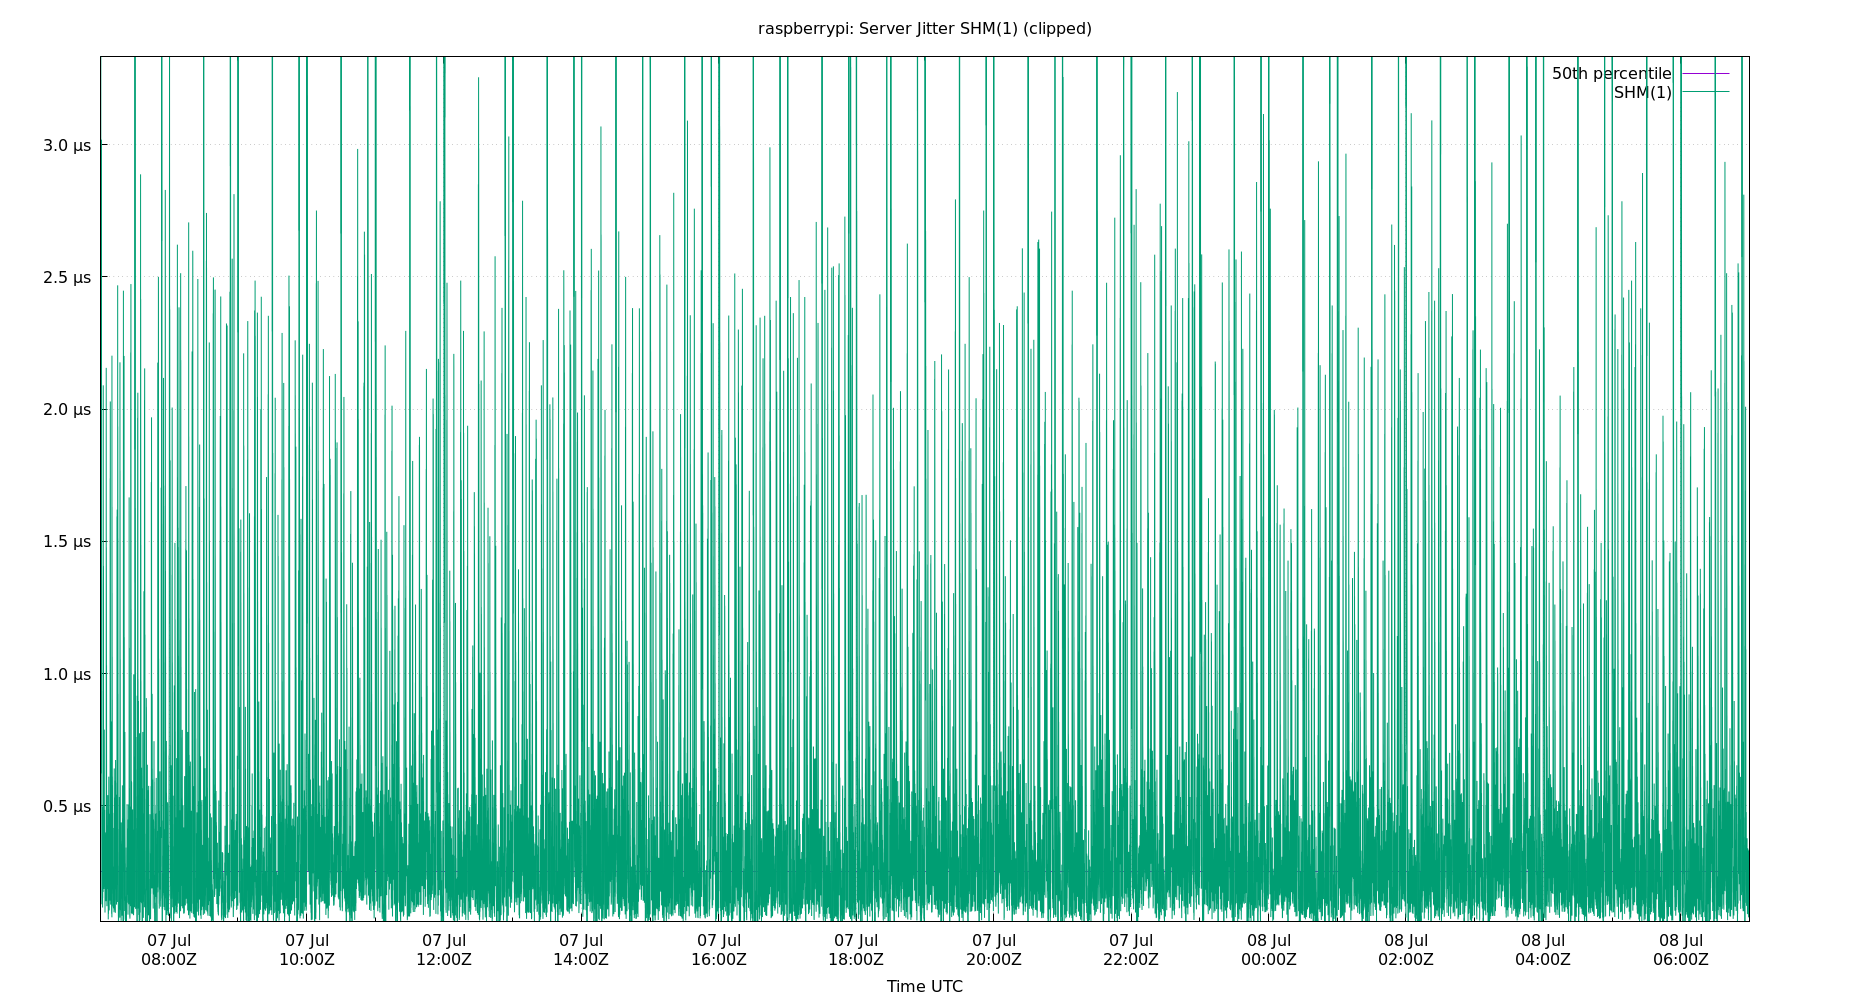 raspberrypi: Server Jitter SHM(1) (clipped)
50th percentile
SHM(1)
3.0 µs
2.5 µs
2.0 µs
1.5 µs
1.0 µs
0.5 µs
07 Jul 07 Jul 07 Jul 07 Jul 07 Jul 07 Jul 07 Jul 07 Jul 08 Jul 08 Jul 08 Jul 08 Jul
08:00Z 10:00Z 12:00Z 14:00Z 16:00Z 18:00Z 20:00Z 22:00Z 00:00Z 02:00Z 04:00Z 06:00Z
Time UTC